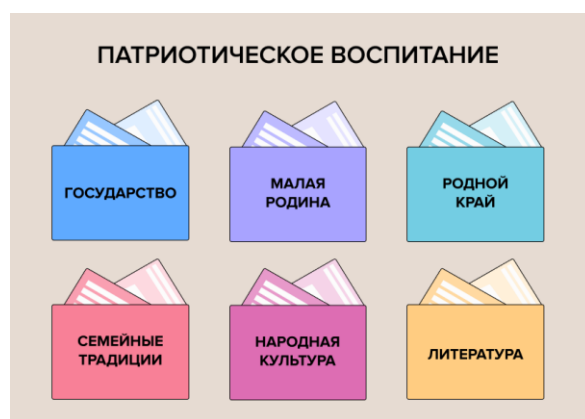 ПАТРИОТИЧЕСКОЕ ВОСПИТАНИЕ
ГОСУДАРСТВО
МАЛАЯ
РОДИНА
РОДНОЙ
КРАЙ
СЕМЕЙНЫЕ
ТРАДИЦИИ
НАРОДНАЯ
КУЛЬТУРА
ЛИТЕРАТУРА